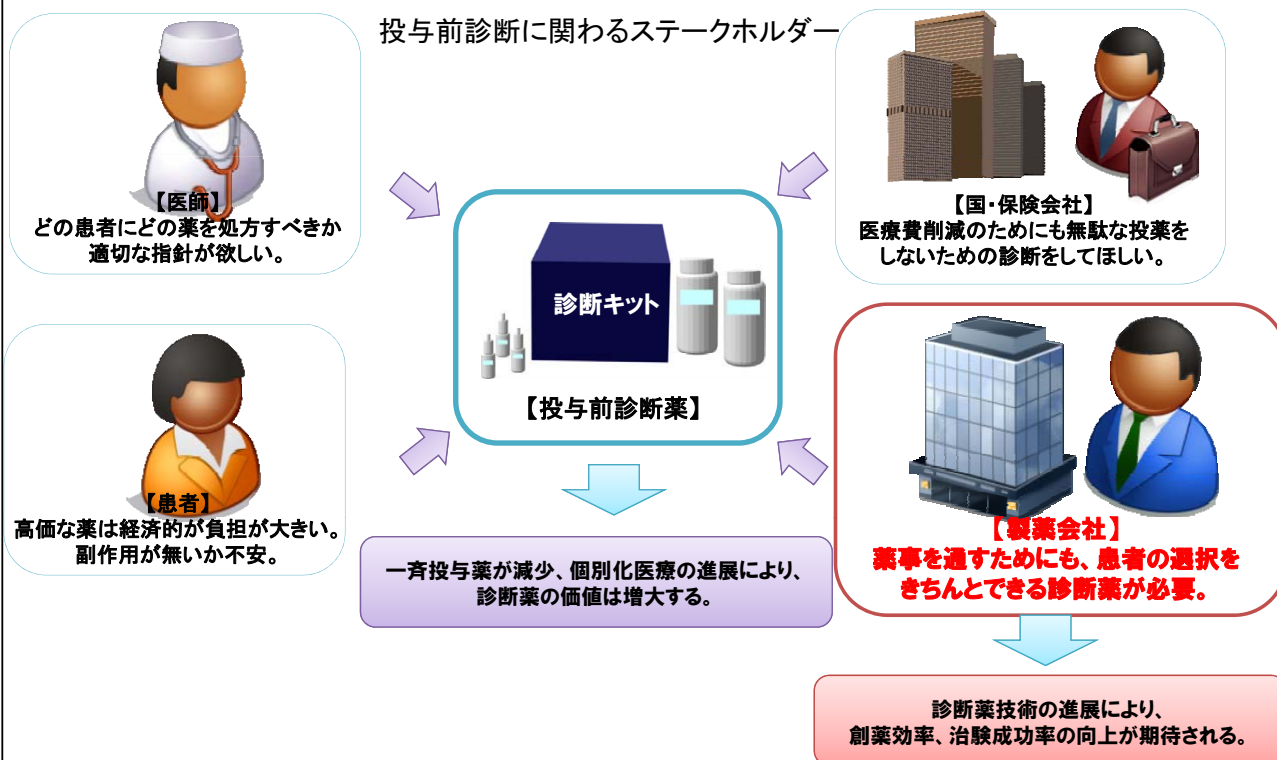 投与前診断に関わるステークホルダー
【医師】
どの患者にどの薬を処方すべきか
適切な指針が欲しい。
【国・保険会社】
医療費削減のためにも無駄な投薬を
しないための診断をしてほしい。
診断キット
【投与前診断薬】
【患者】
高価な薬は経済的が負担が大きい。
副作用が無いか不安。
【製薬会社】
薬事を通すためにも、患者の選択を
きちんとできる診断薬が必要。
一斉投与薬が減少、個別化医療の進展により、
診断薬の価値は増大する。
診断薬技術の進展により、
創薬効率、治験成功率の向上が期待される。